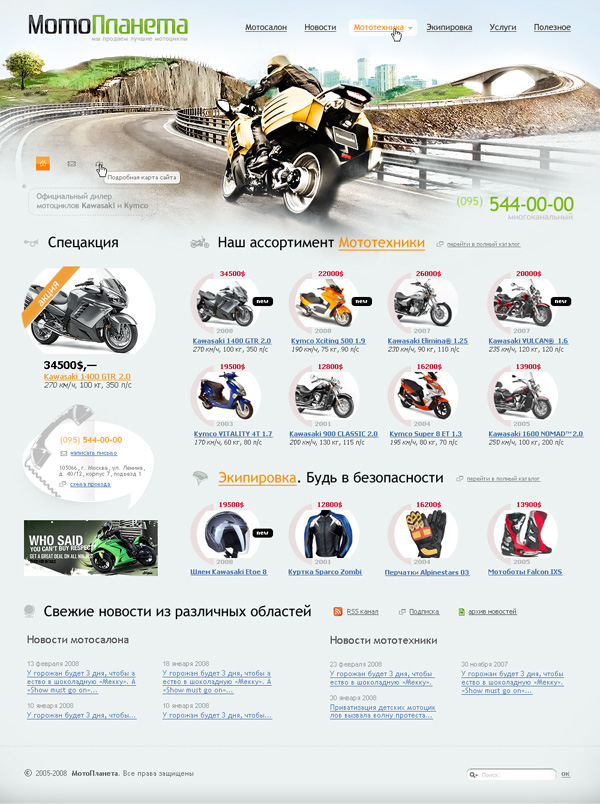 МотоПланета
мы продаем лучшие мотоциклы
Мотосалон Новости Мототехника Экипировка Услуги Полезное
Подробная карта сайта
Официальный дилер
мотоциклов Kawasaki и Kymco
(095) 544-00-00
многоканальный
Спецакция
акция
34500$,—
Kawasaki 1400 GTR 2.0
270 км/ч, 100 кг, 350 л/с
(095) 544-00-00
написать письмо
105066, г. Москва, ул. Ленина,
д. 40/12, корпус 7, подъезд 1
схема проезда
WHO SAID
YOU CAN'T BUY RESPECT
GET A GREAT DEAL ON ALL NINJAS
Наш ассортимент Мототехники перейти в полный каталог
34500$ 22000$ 26000$ 20700$
new new new
2008 2008 2007 2007
Kawasaki 1400 GTR 2.0 Kymco Xciting 500 1.9 Kawasaki Elimina® 1.25 Kawasaki VULCAN® 1.6
270 км/ч, 100 кг, 350 л/с 190 км/ч, 75 кг, 90 л/с 230 км/ч, 90 кг, 110 л/с 235 км/ч, 120 кг, 120 л/с
19500$ 12800$ 16200$ 13900$
2003 2001 2004 2005
Kymco VITALITY 4T 1.7 Kawasaki 900 CLASSIC 2.0 Kymco Super 8 ET 1.3 Kawasaki 1600 NOMAD™2.0
170 км/ч, 60 кг, 80 л/с 200 км/ч, 130 кг, 115 л/с 195 км/ч, 80 кг, 70 л/с 250 км/ч, 100 кг, 200 л/с
Экипировка. Будь в безопасности перейти в полный каталог
19500$ 12800$ 16200$ 13900$
new
2008 2001 2004 2005
Шлем Kawasaki Etoe 8 Куртка Sparco Zombi Перчатки Alpinestars 03 Мотоботы Falcon IXS
Свежие новости из различных областей RSS канал Подписка архив новостей
Новости мотосалона
13 февраля 2008
У горожан будет 3 дня, чтобы а
ество в шоколадную «Мекку». А
«Show must go on»...
10 января 2008
У горожан будет 3 дня, чтобы...
18 января 2008
У горожан будет 3 дня, чтобы а
ество в шоколадную «Мекку». А
«Show must go on»...
10 января 2008
У горожан будет 3 дня, чтобы...
Новости мототехники
23 февраля 2008
У горожан будет 3 дня, чтобы
ество в шоколадную «Мекку».
30 января 2008
Приватизация детских мотоцик
лов вызвала волну протеста...
30 ноября 2007
У горожан будет 3 дня, чтобы
ество в шоколадную «Мекку».
«Show must go on»...
© 2005-2008 МотоПланета. Все права защищены
Поиск:
ОК